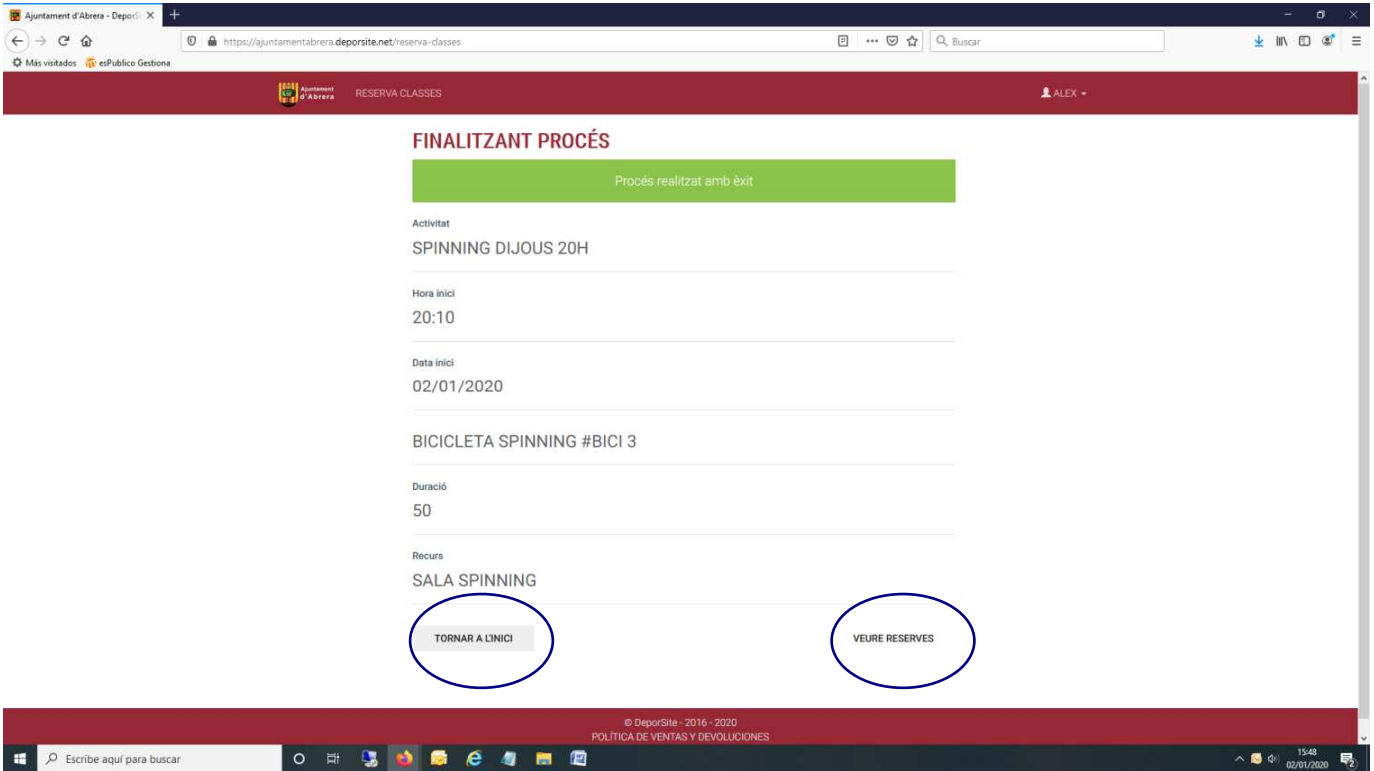 Ajuntament d'Abrera - DeporSi
https://ajuntamentabrera.deporsite.net/reserva-classes
Buscar
Más visitados esPublico Gestiona
Ajuntament
d'Abrera
RESERVA CLASSES
ALEX
FINALITZANT PROCÉS
Procés realitzat amb èxit
Activitat
SPINNING DIJOUS 20H
Hora inici
20:10
Data inici
02/01/2020
BICICLETA SPINNING #BICI 3
Duració
50
Recurs
SALA SPINNING
TORNAR A L'INICI
VEURE RESERVES
© DeporSite - 2016 - 2020
POLÍTICA DE VENTAS Y DEVOLUCIONES
Escribe aquí para buscar
15:48
02/01/2020
2